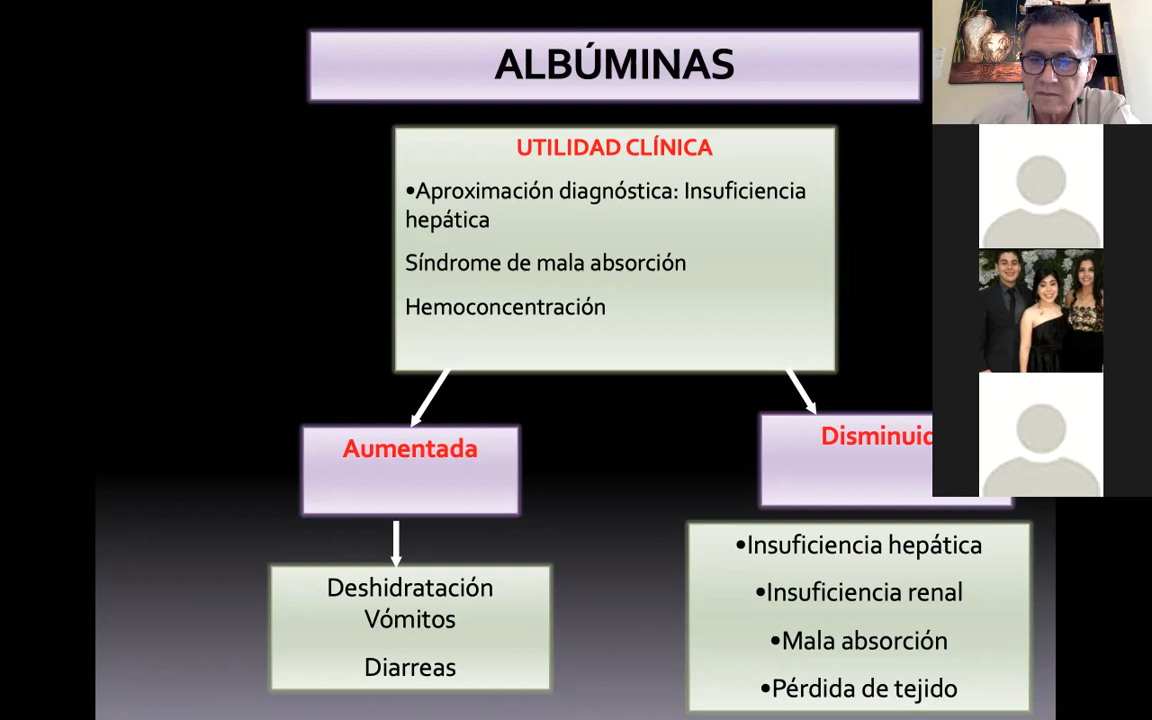 ALBÚMINAS
UTILIDAD CLÍNICA
•Aproximación diagnóstica: Insuficiencia
hepática
Síndrome de mala absorción
Hemoconcentración
Aumentada
Disminuid
Deshidratación
Vómitos
Diarreas
•Insuficiencia hepática
•Insuficiencia renal
•Mala absorción
•Pérdida de tejido